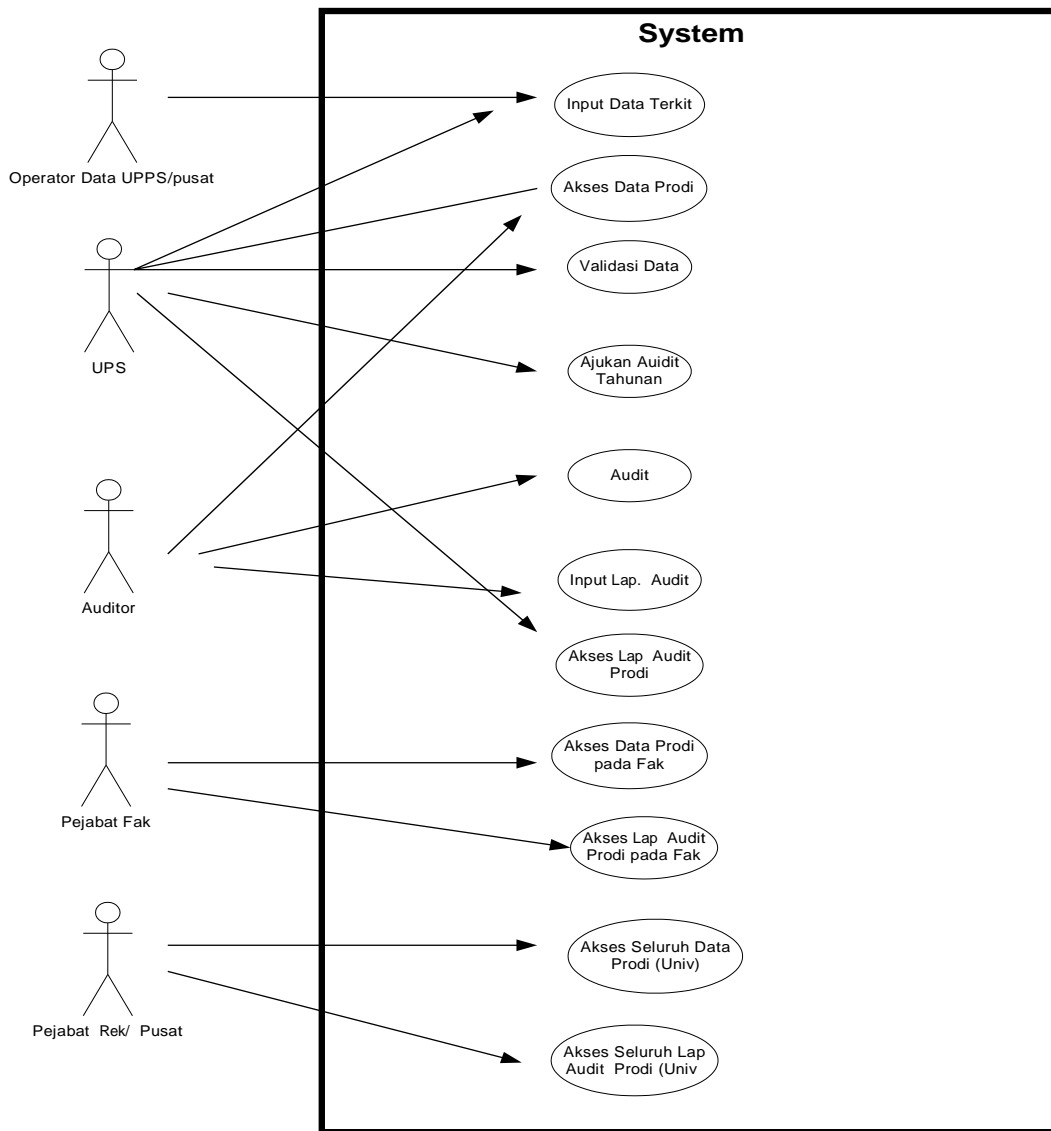 System
Input Data Terkit
Operator Data UPPS/pusat
Akses Data Prodi
Validasi Data
UPS
Ajukan Auidit
Tahunan
Audit
Auditor
Input Lap. Audit
Akses Lap Audit
Prodi
Akses Data Prodi
pada Fak
Pejabat Fak
Akses Lap Audit
Prodi pada Fak
Akses Seluruh Data
Prodi (Univ)
Pejabat Rek/ Pusat
Akses Seluruh Lap
Audit Prodi (Univ